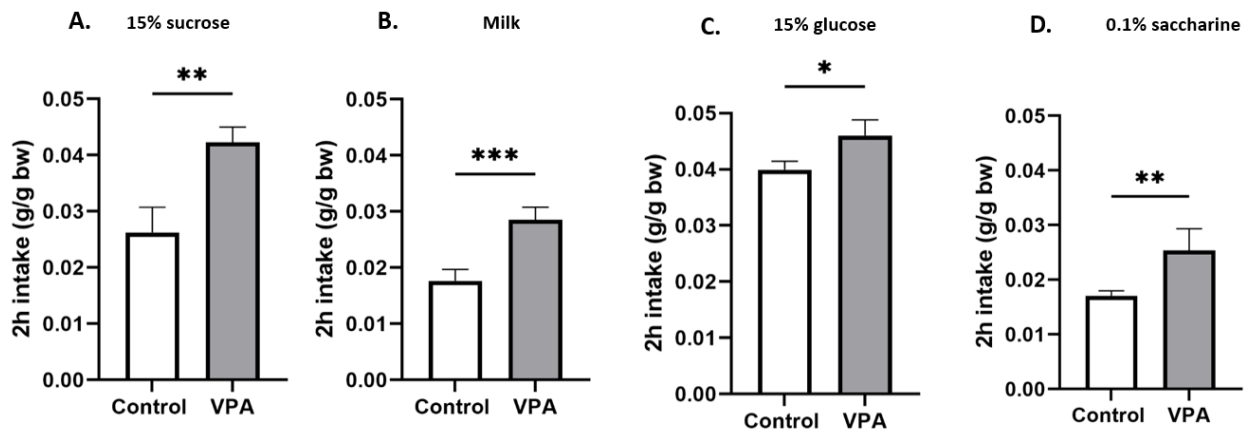 A. 15% sucrose
**
0.05
0.04
0.03
0.02
0.01
0.00
2h intake (g/g bw)
Control VPA
B. Milk
***
0.05
0.04
0.03
0.02
0.01
0.00
2h intake (g/g bw)
Control VPA
C. 15% glucose
*
0.05
0.04
0.03
0.02
0.01
0.00
2h intake (g/g bw)
Control VPA
D. 0.1% saccharine
**
0.05
0.04
0.03
0.02
0.01
0.00
2h intake (g/g bw)
Control VPA